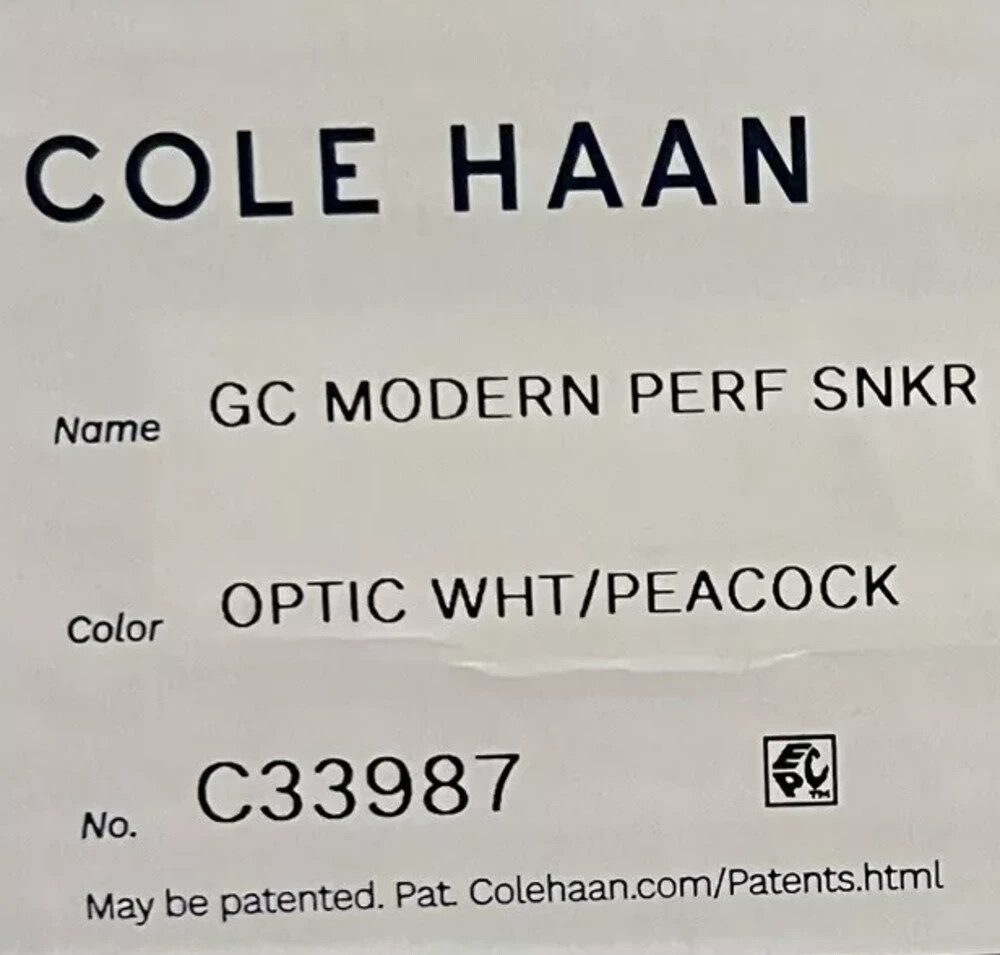 COLE HAAN
Name GC MODERN PERF SNKR
Color OPTIC WHT/PEACOCK
No. C33987 EPC™
May be patented. Pat. Colehaan.com/Patents.html